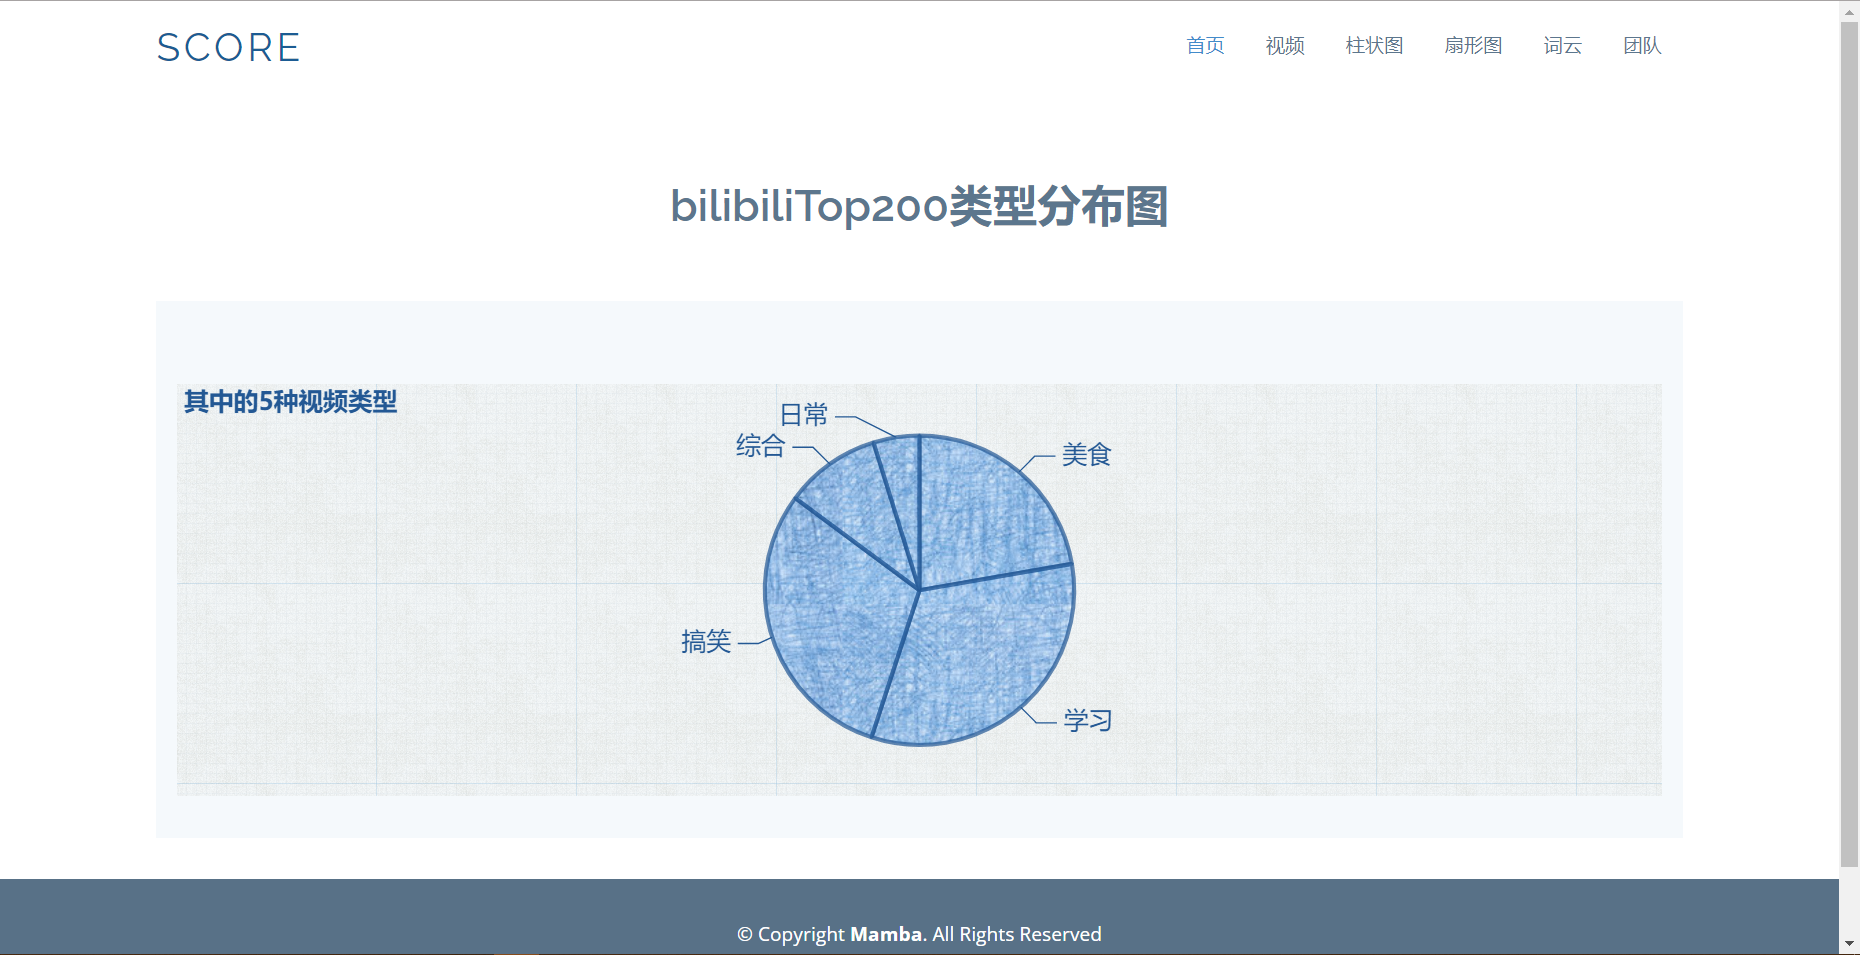 SCORE
首页 视频 柱状图 扇形图 词云 团队
bilibiliTop200类型分布图
其中的5种视频类型
日常
综合
美食
搞笑
学习
© Copyright Mamba. All Rights Reserved